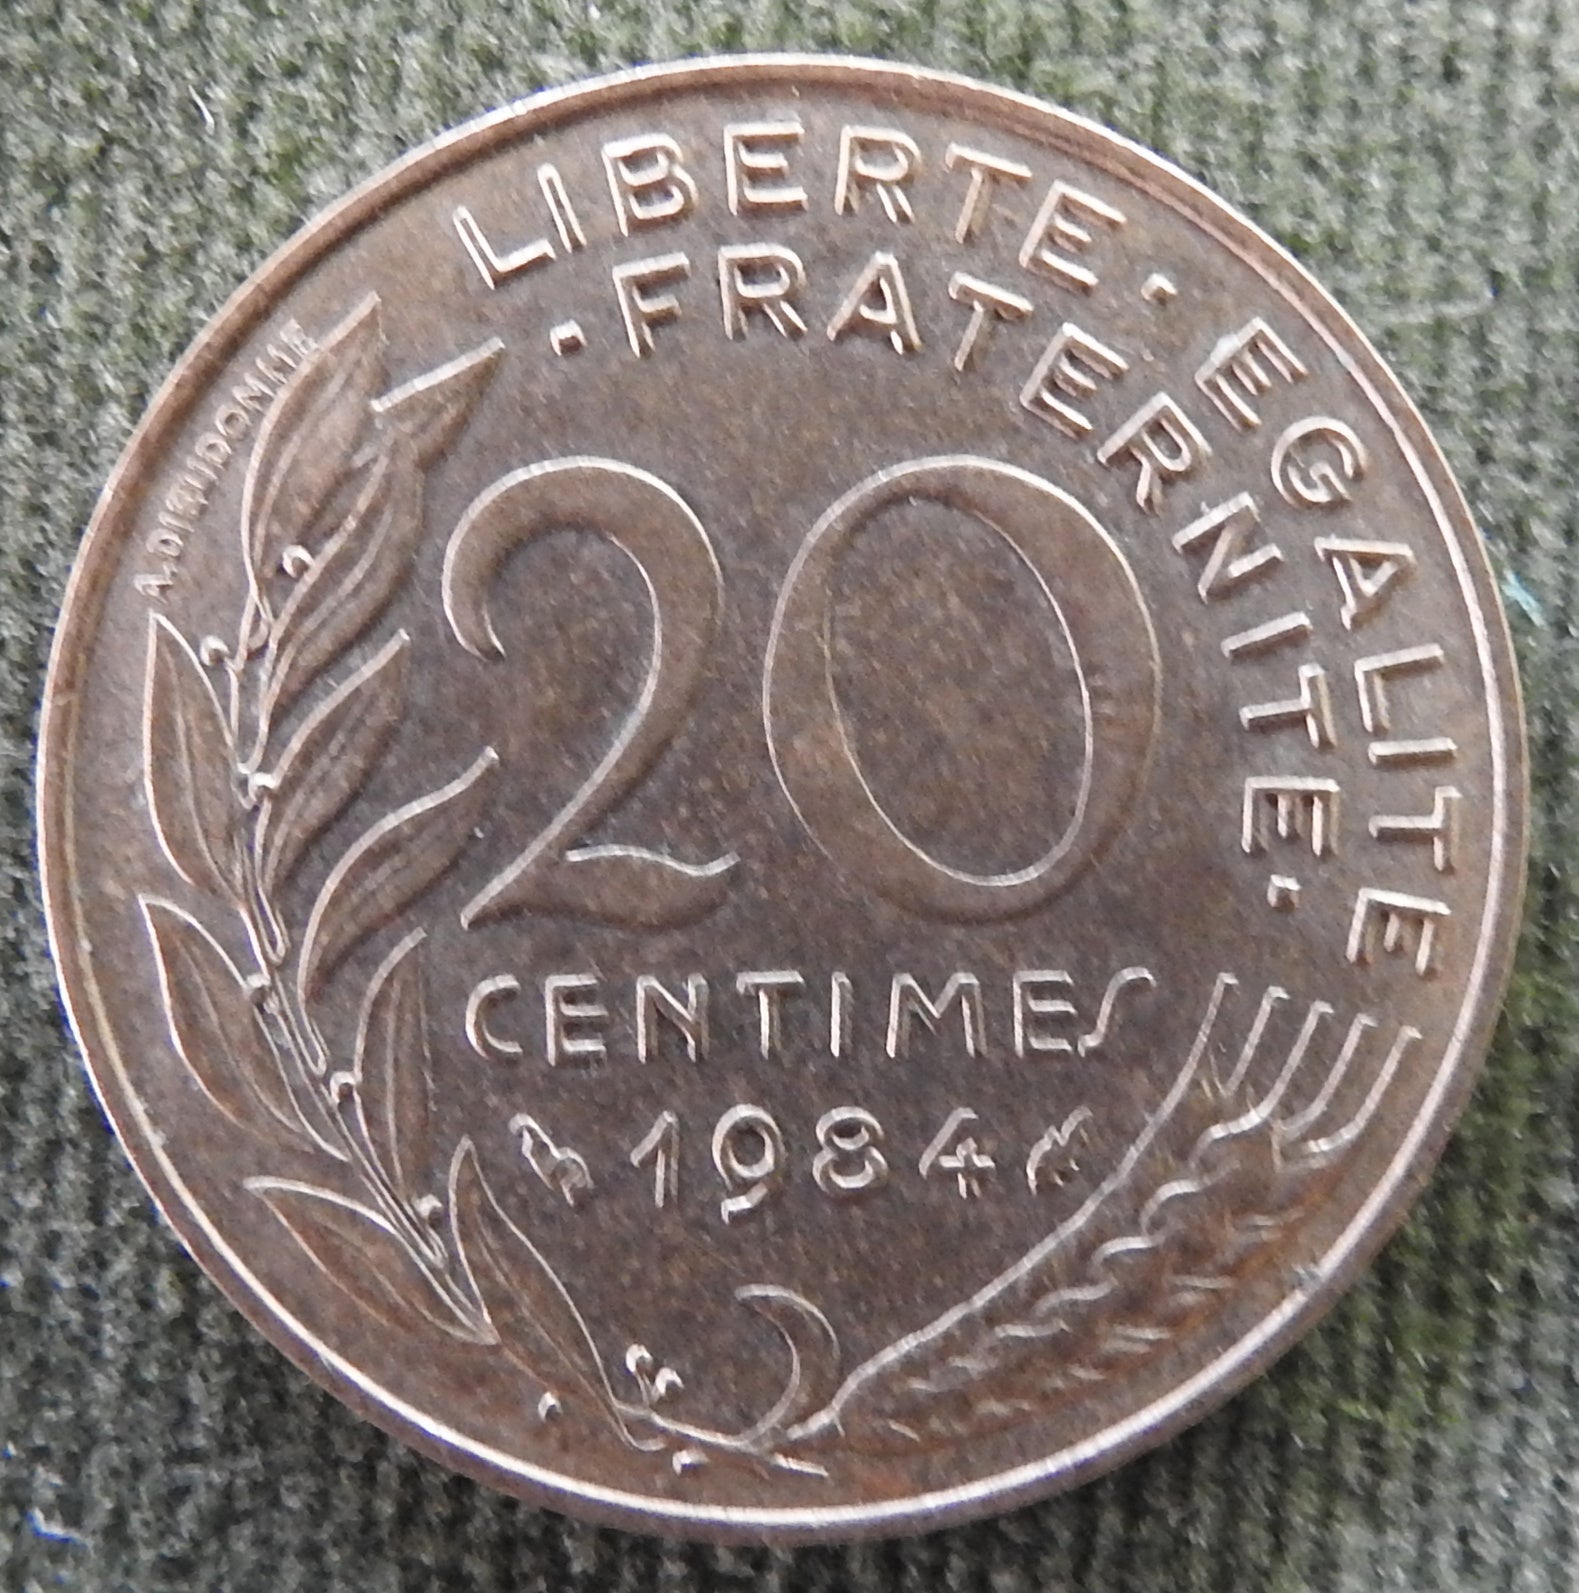 LIBERTE · EGALITE
· FRATERNITE ·
A.DIEUDONNE
20
CENTIMES
1984